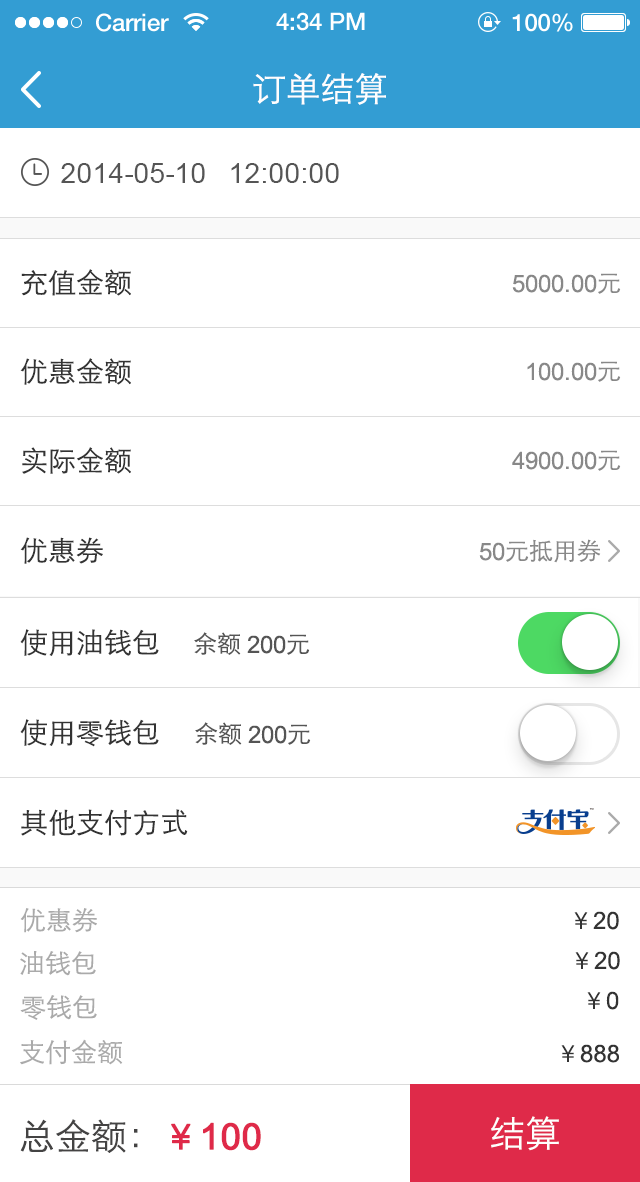 Carrier 4:34 PM 100%
订单结算
2014-05-10 12:00:00
充值金额 5000.00元
优惠金额 100.00元
实际金额 4900.00元
优惠券 50元抵用券
使用油钱包 余额 200元
使用零钱包 余额 200元
其他支付方式 支付宝™
优惠券 ￥20
油钱包 ￥20
零钱包 ￥0
支付金额 ￥888
总金额： ￥100 结算